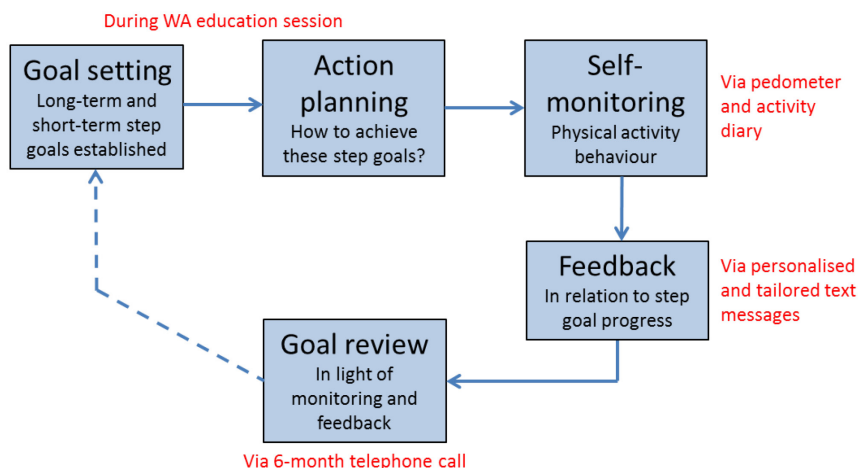 During WA education session
Goal setting
Long-term and
short-term step
goals established
Action
planning
How to achieve
these step goals?
Self-
monitoring
Physical activity
behaviour
Via pedometer
and activity
diary
Feedback
In relation to step
goal progress
Via personalised
and tailored text
messages
Goal review
In light of
monitoring and
feedback
Via 6-month telephone call